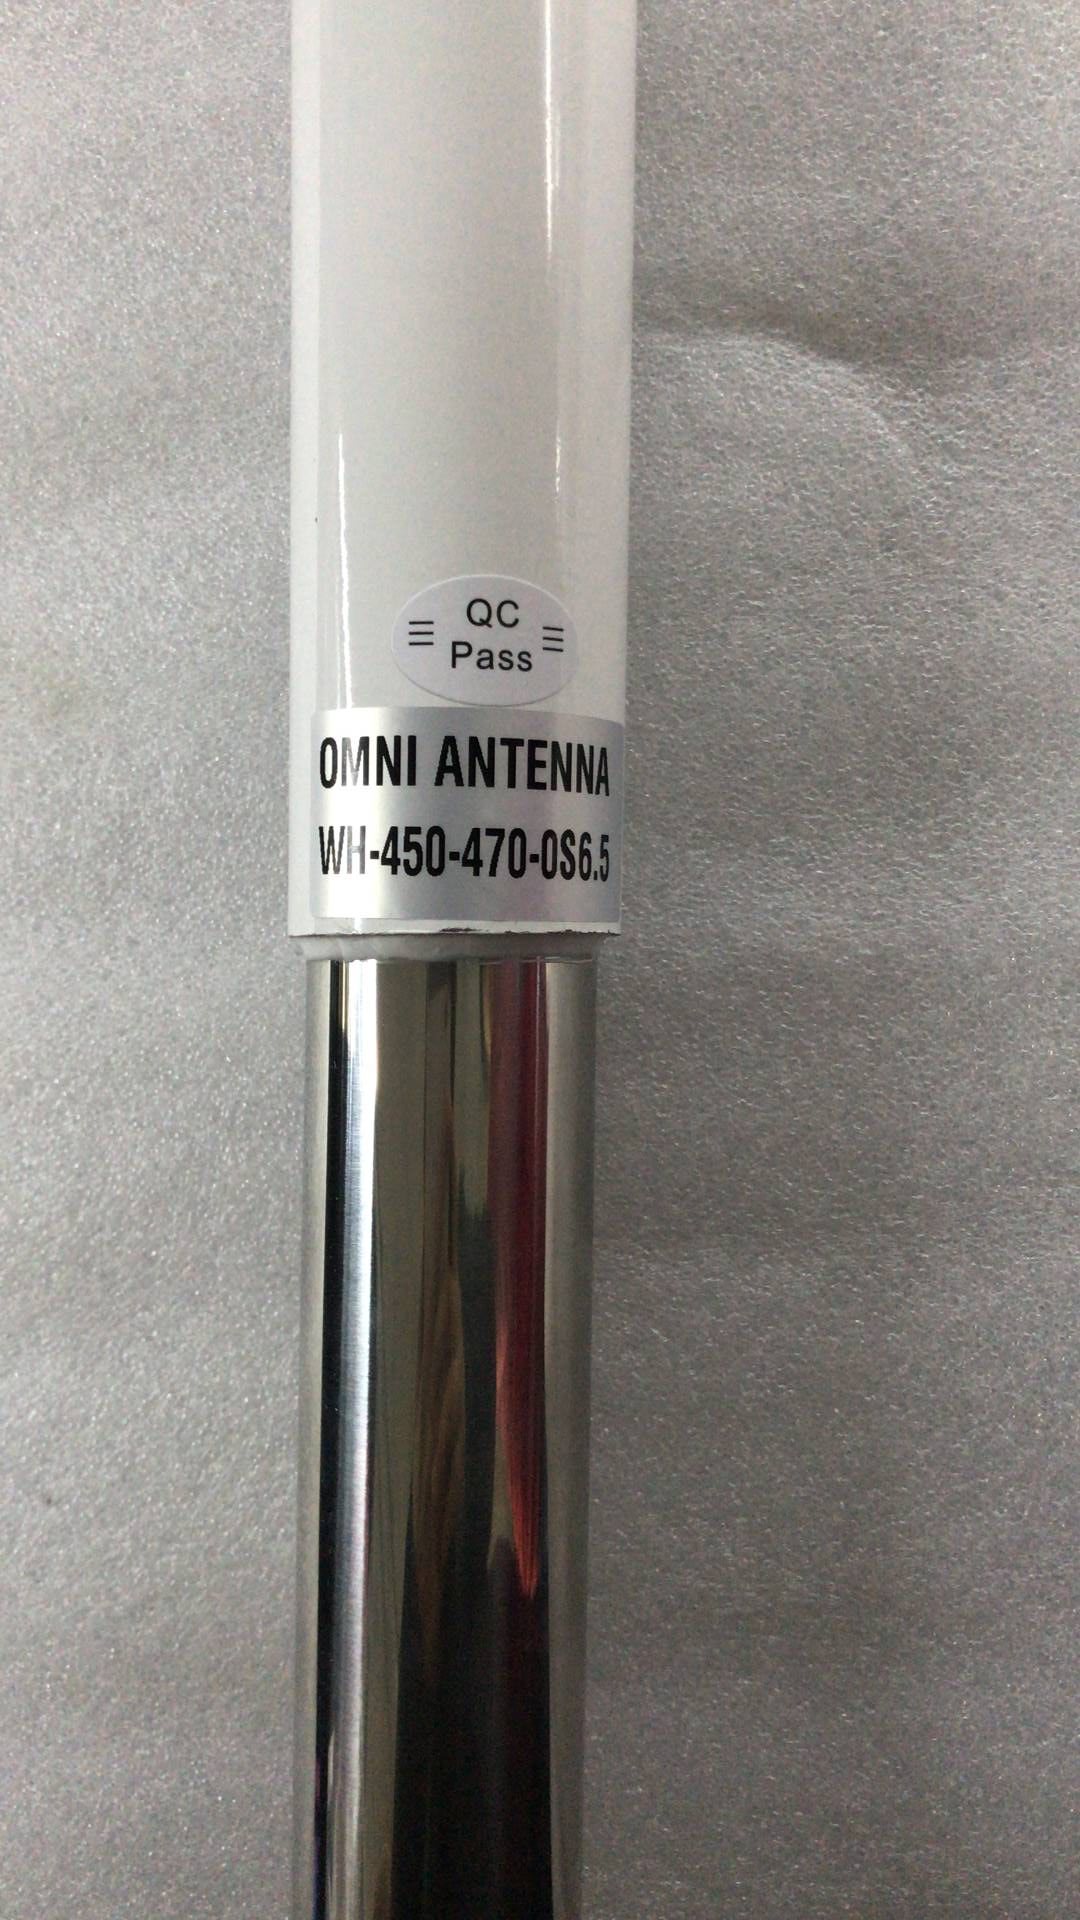 QC
Pass
OMNI ANTENNA
WH-450-470-0S6.5